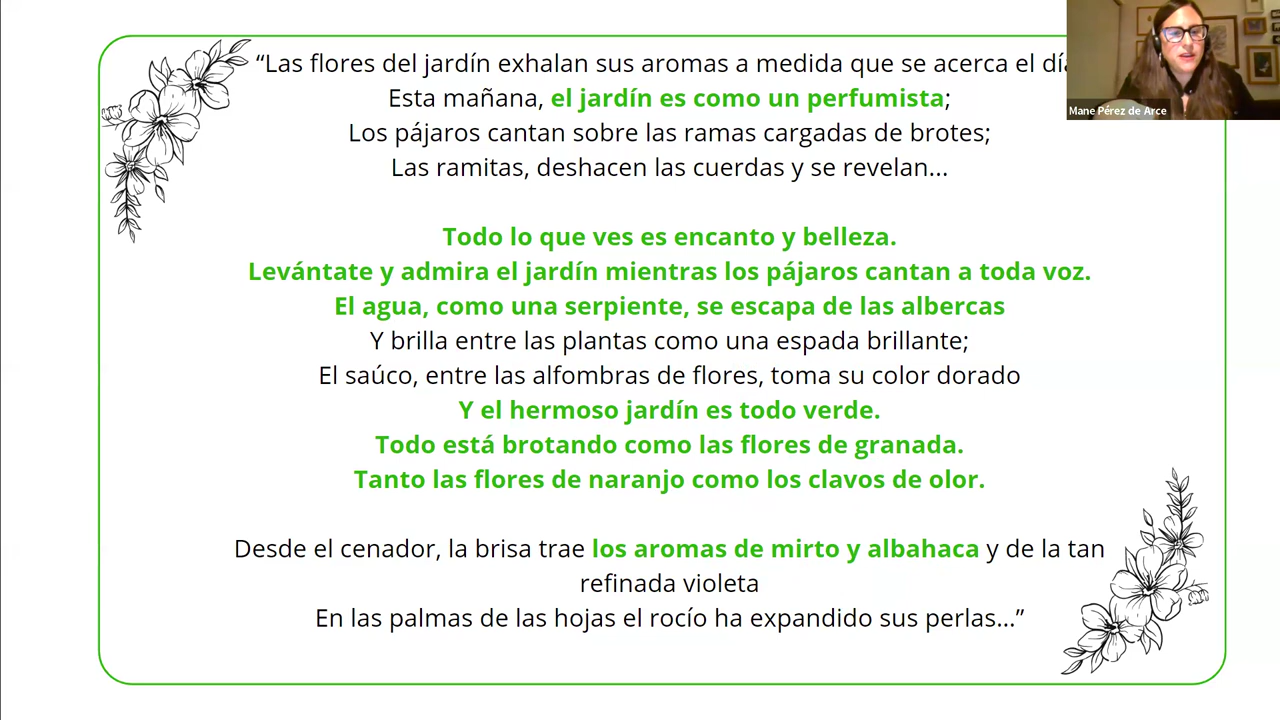 “Las flores del jardín exhalan sus aromas a medida que se acerca el día
Esta mañana, el jardín es como un perfumista;
Los pájaros cantan sobre las ramas cargadas de brotes;
Las ramitas, deshacen las cuerdas y se revelan...
Todo lo que ves es encanto y belleza.
Levántate y admira el jardín mientras los pájaros cantan a toda voz.
El agua, como una serpiente, se escapa de las albercas
Y brilla entre las plantas como una espada brillante;
El saúco, entre las alfombras de flores, toma su color dorado
Y el hermoso jardín es todo verde.
Todo está brotando como las flores de granada.
Tanto las flores de naranjo como los clavos de olor.
Desde el cenador, la brisa trae los aromas de mirto y albahaca y de la tan
refinada violeta
En las palmas de las hojas el rocío ha expandido sus perlas...”
Mane Pérez de Arce